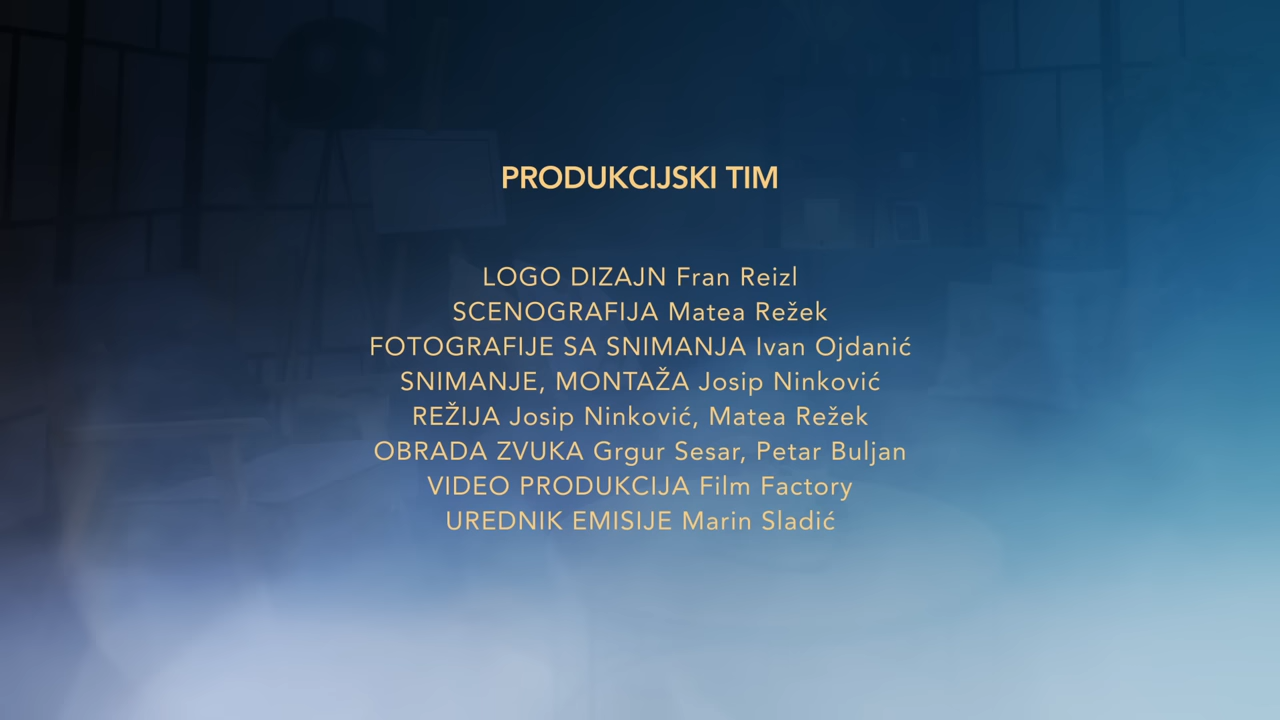 PRODUKCIJSKI TIM
LOGO DIZAJN Fran Reizl
SCENOGRAFIJA Matea Režek
FOTOGRAFIJE SA SNIMANJA Ivan Ojdanić
SNIMANJE, MONTAŽA Josip Ninković
REŽIJA Josip Ninković, Matea Režek
OBRADA ZVUKA Grgur Sesar, Petar Buljan
VIDEO PRODUKCIJA Film Factory
UREDNIK EMISIJE Marin Sladić